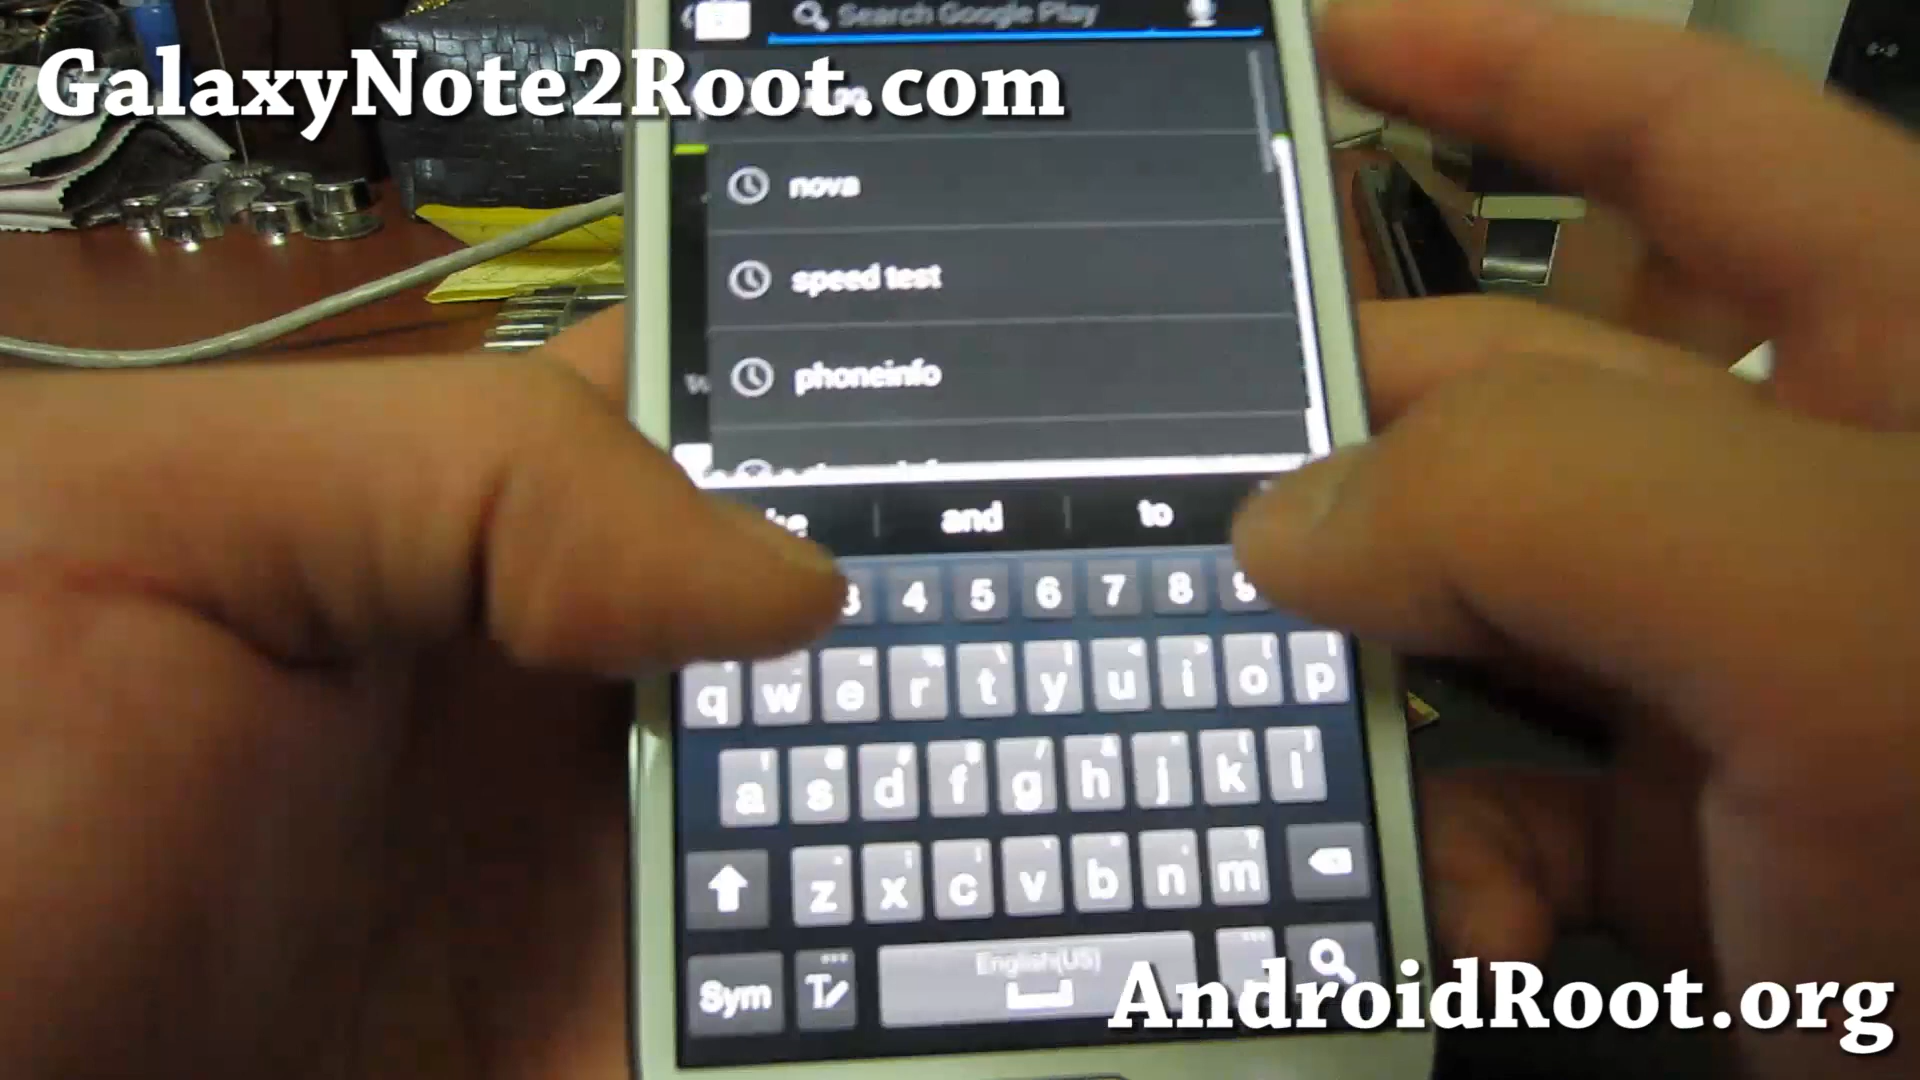 Search Google Play
GalaxyNote2Root.com
nova
speed test
phoneinfo
and to
4 5 6 7 8 9
q w e r t y u i o p
a s d f g h j k l
z x c v b n m
English(US)
Sym T
AndroidRoot.org